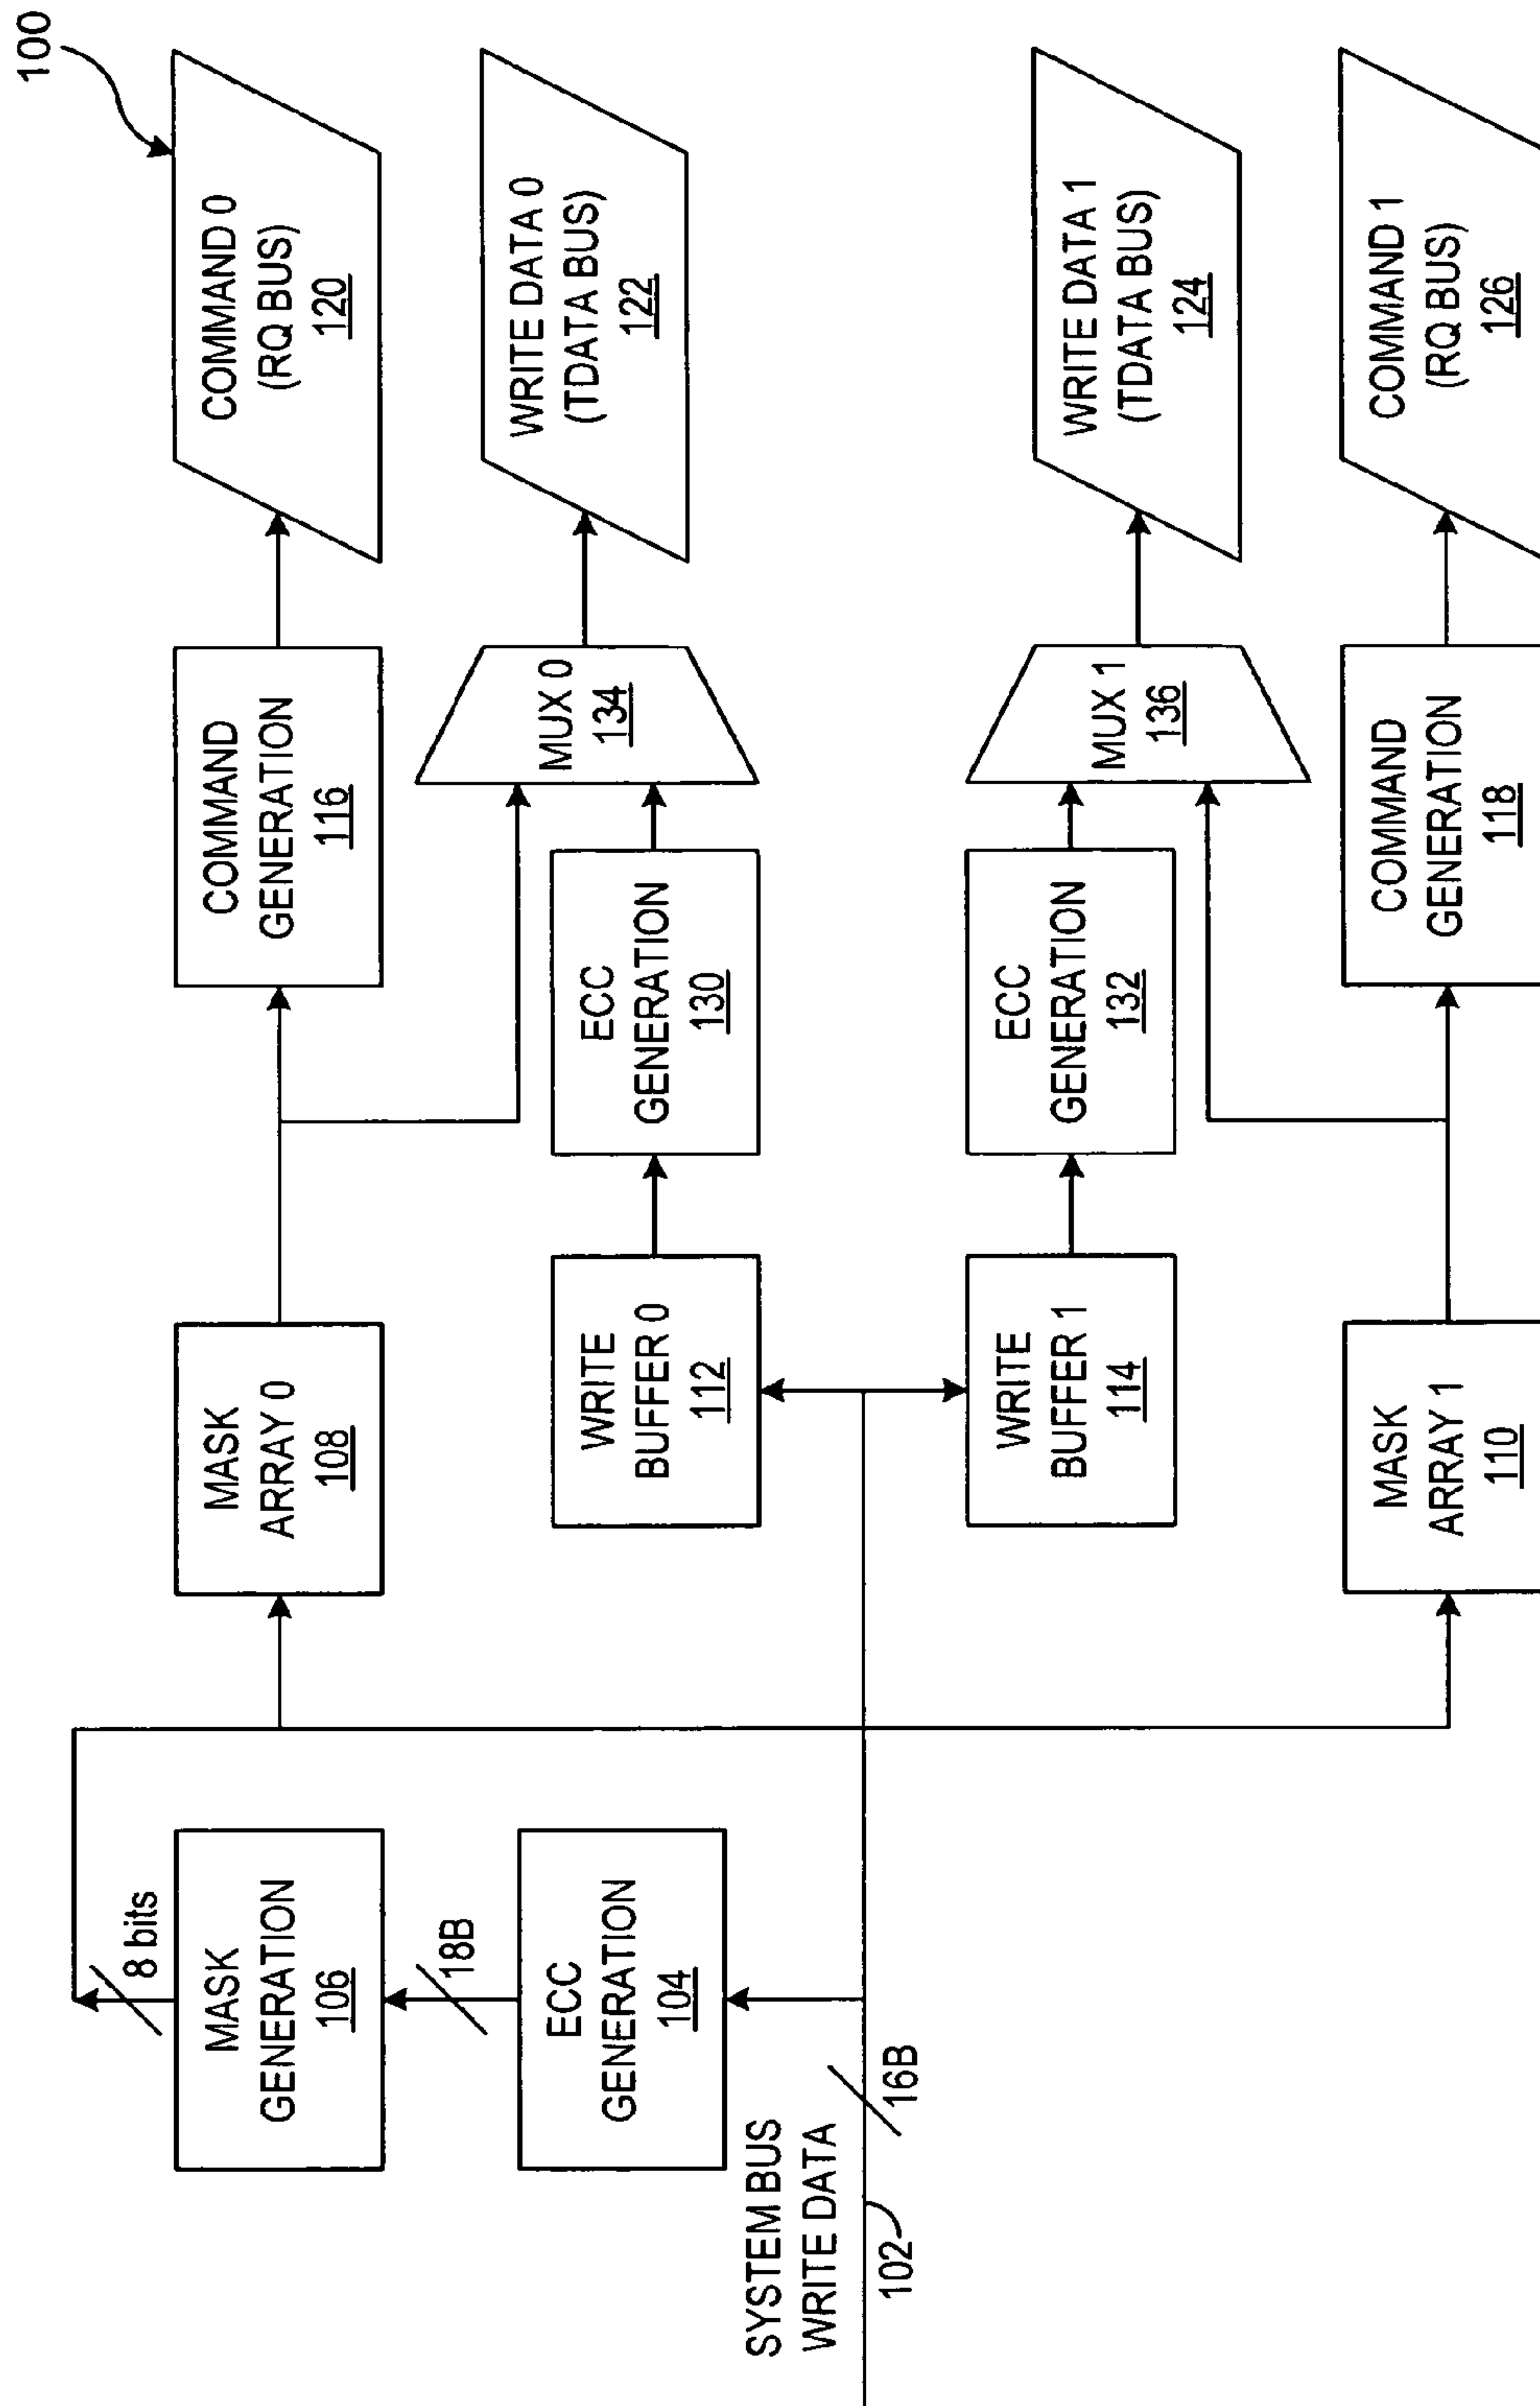 100
8 bits
MASK
GENERATION
106
18B
ECC
GENERATION
104
SYSTEM BUS
WRITE DATA
102
16B
MASK
ARRAY 0
108
WRITE
BUFFER 0
112
WRITE
BUFFER 1
114
MASK
ARRAY 1
110
COMMAND
GENERATION
116
ECC
GENERATION
130
ECC
GENERATION
132
COMMAND
GENERATION
118
MUX 0
134
MUX 1
136
COMMAND 0
(RQ BUS)
120
WRITE DATA 0
(TDATA BUS)
122
WRITE DATA 1
(TDATA BUS)
124
COMMAND 1
(RQ BUS)
126